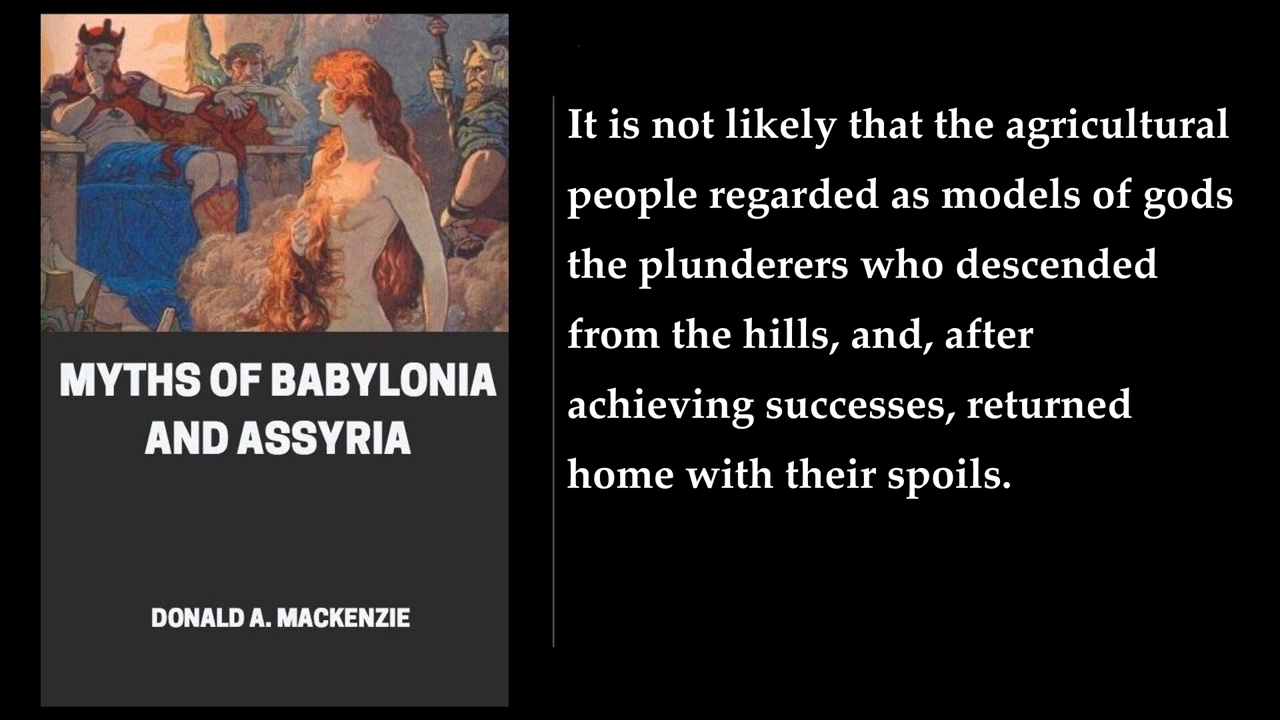 MYTHS OF BABYLONIA
AND ASSYRIA
DONALD A. MACKENZIE
It is not likely that the agricultural
people regarded as models of gods
the plunderers who descended
from the hills, and, after
achieving successes, returned
home with their spoils.